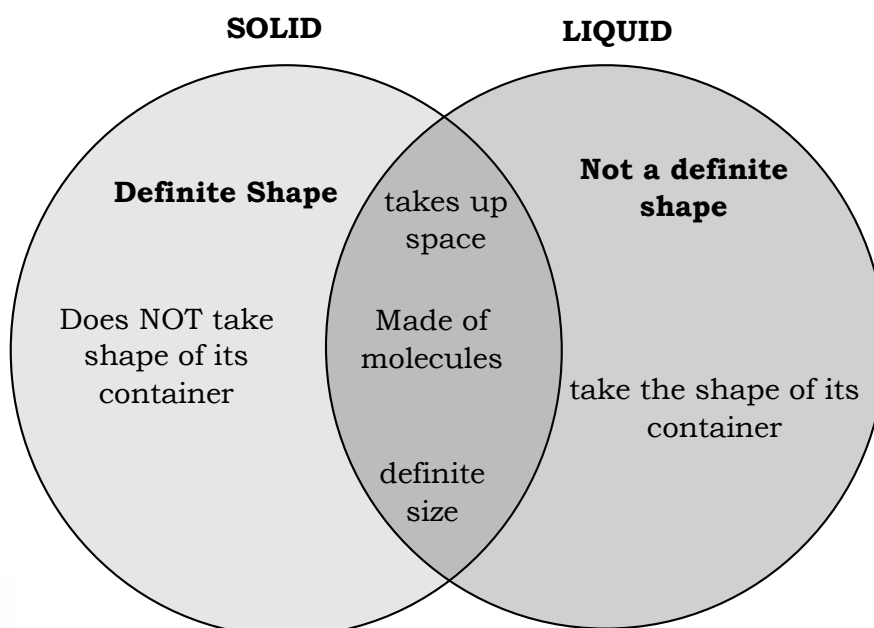 SOLID
LIQUID
Definite Shape
Does NOT take
shape of its
container
takes up
space
Made of
molecules
definite
size
Not a definite
shape
take the shape of its
container